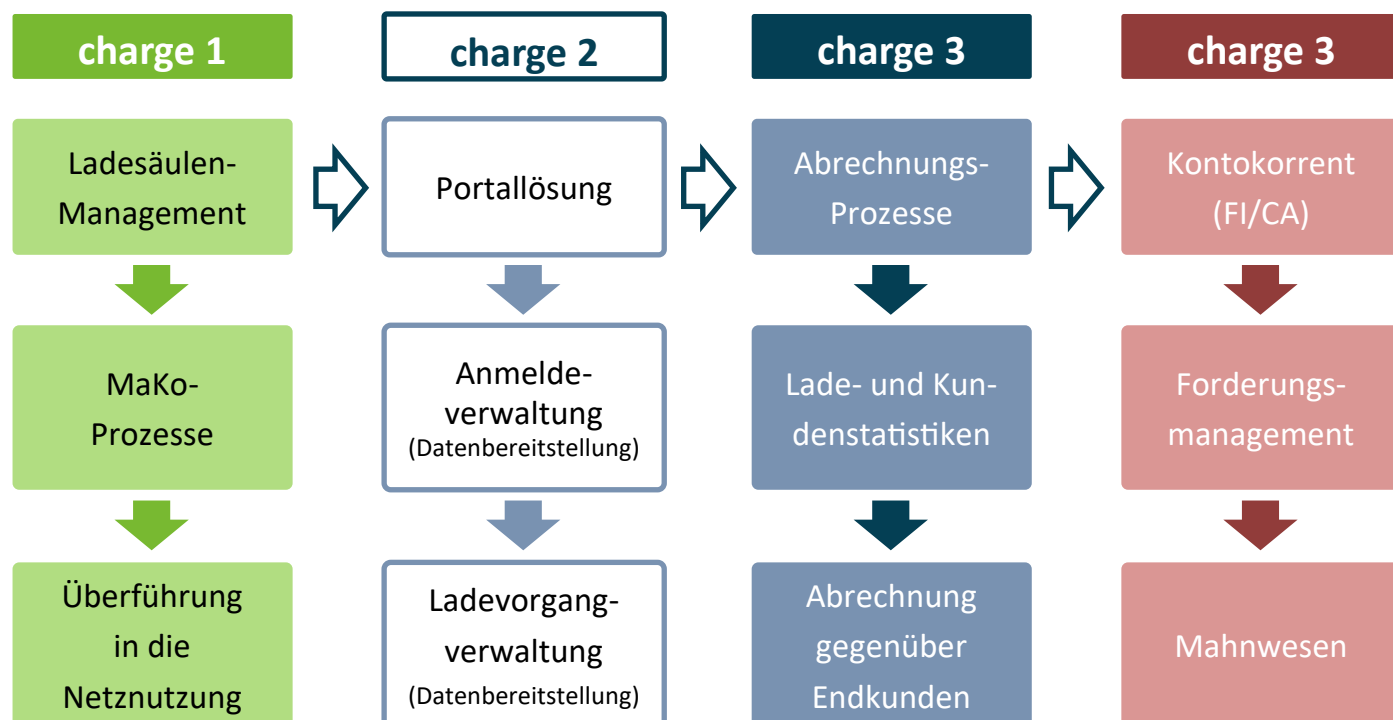 charge 1
charge 2
charge 3
charge 3
Ladesäulen-
Management
Portallösung
Abrechnungs-
Prozesse
Kontokorrent
(FI/CA)
MaKo-
Prozesse
Anmelde-
verwaltung
(Datenbereitstellung)
Lade- und Kun-
denstatistiken
Forderungs-
management
Überführung
in die
Netznutzung
Ladevorgang-
verwaltung
(Datenbereitstellung)
Abrechnung
gegenüber
Endkunden
Mahnwesen